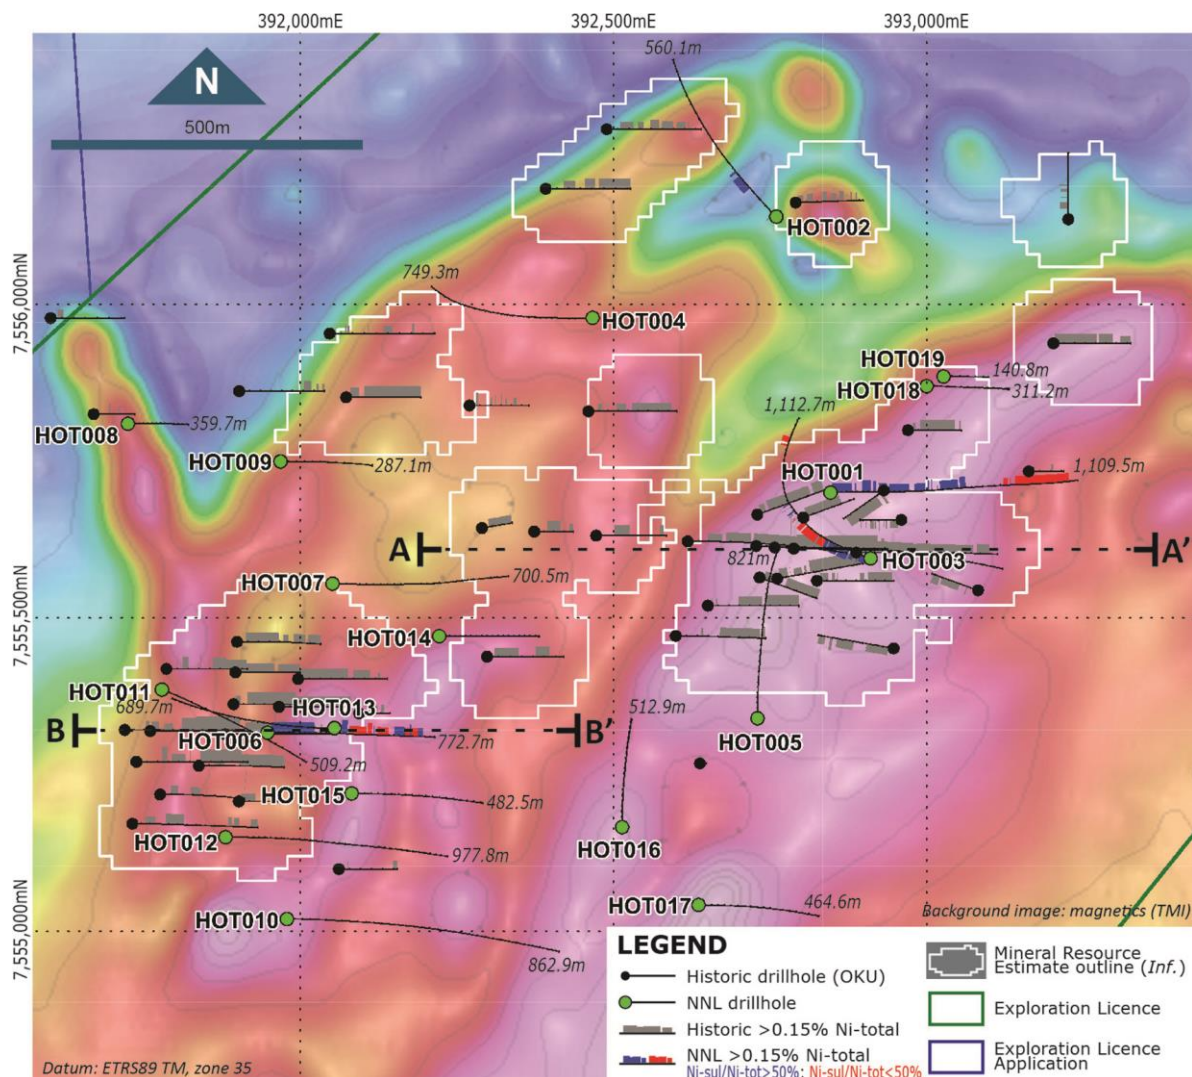 392,000mE
392,500mE
393,000mE
N
500m
560.1m
HOT002
749.3m
7,556,000mN
HOT004
HOT019
140.8m
HOT018
311.2m
1,112.7m
HOT008
359.7m
HOT009
287.1m
HOT001
1,109.5m
A
A'
821m
HOT003
HOT007
700.5m
7,555,500mN
HOT014
HOT011
689.7m
HOT013
512.9m
B
B'
HOT006
772.7m
HOT005
509.2m
HOT015
482.5m
HOT012
977.8m
HOT016
HOT017
464.6m
HOT010
862.9m
7,555,000mN
Background image: magnetics (TMI)
LEGEND
Historic drillhole (OKU)
NNL drillhole
Historic >0.15% Ni-total
NNL >0.15% Ni-total
Ni-sul/Ni-tot>50%; Ni-sul/Ni-tot<50%
Mineral Resource
Estimate outline (Inf.)
Exploration Licence
Exploration Licence
Application
Datum: ETRS89 TM, zone 35